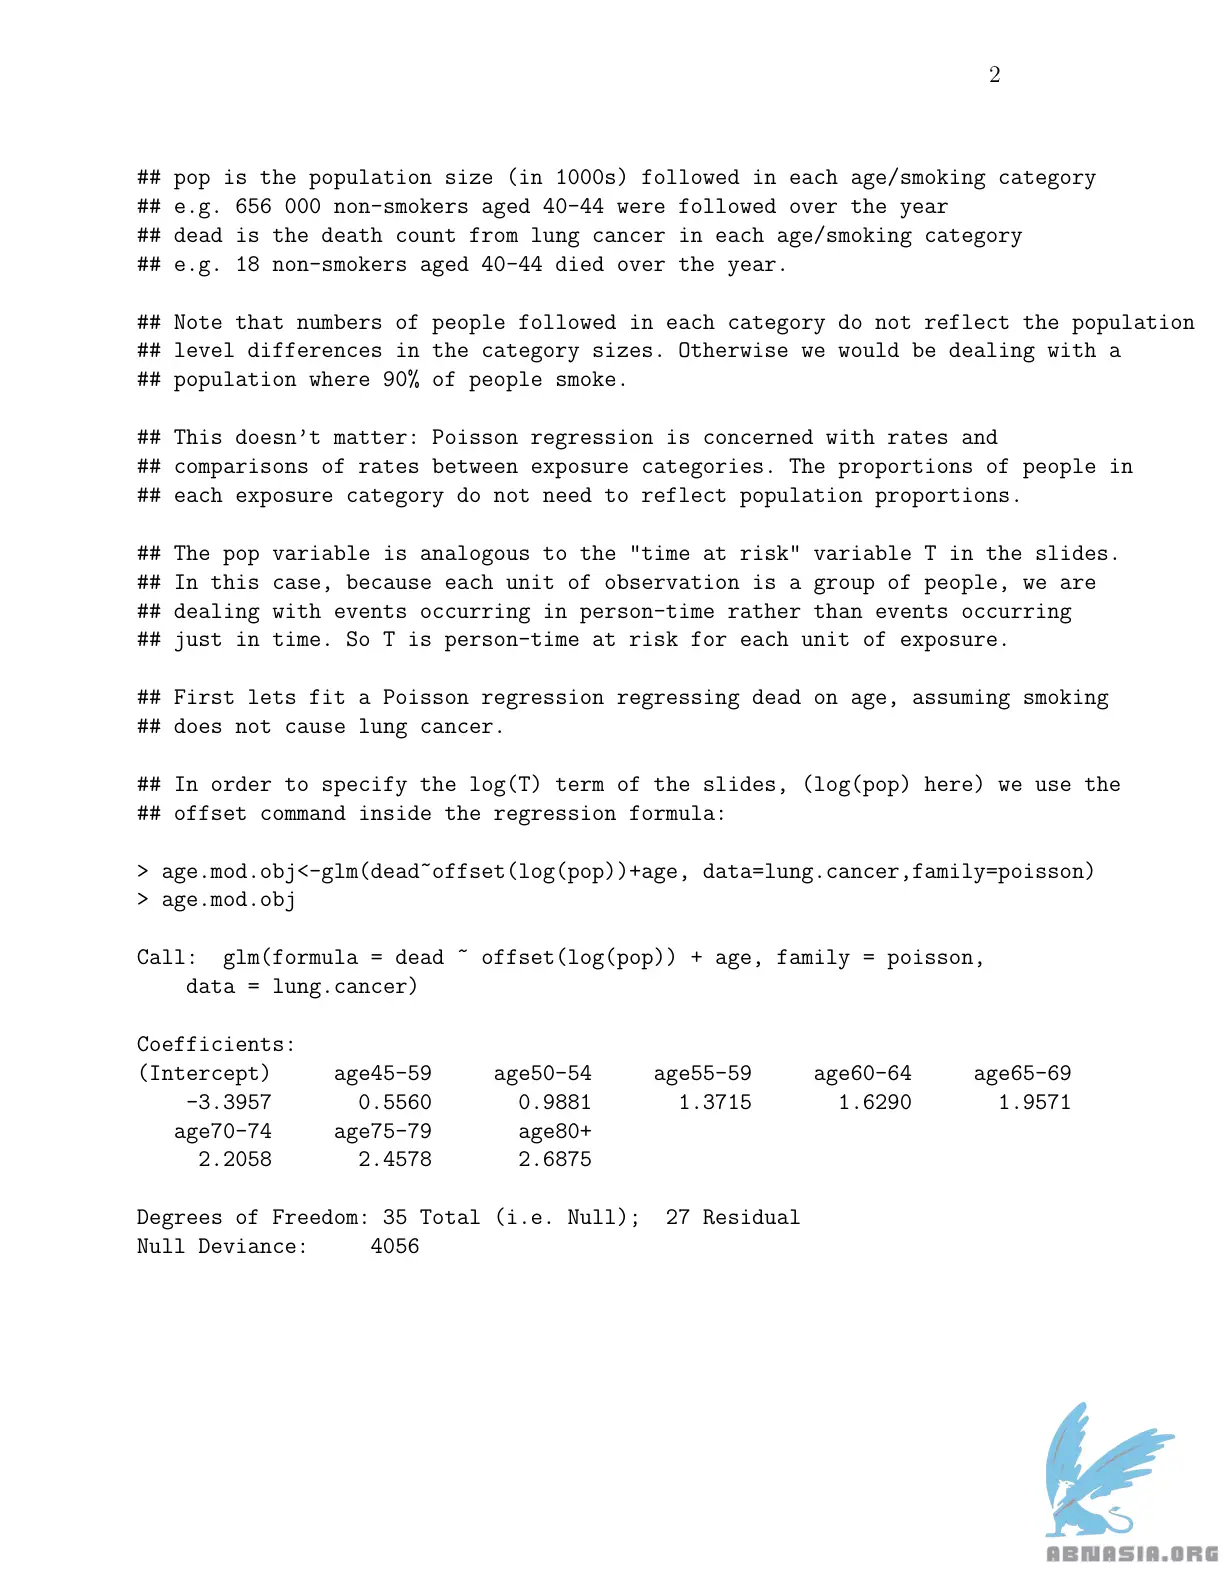 2
## pop is the population size (in 1000s) followed in each age/smoking category
## e.g. 656 000 non-smokers aged 40-44 were followed over the year
## dead is the death count from lung cancer in each age/smoking category
## e.g. 18 non-smokers aged 40-44 died over the year.
## Note that numbers of people followed in each category do not reflect the population
## level differences in the category sizes. Otherwise we would be dealing with a
## population where 90% of people smoke.
## This doesn't matter: Poisson regression is concerned with rates and
## comparisons of rates between exposure categories. The proportions of people in
## each exposure category do not need to reflect population proportions.
## The pop variable is analogous to the "time at risk" variable T in the slides.
## In this case, because each unit of observation is a group of people, we are
## dealing with events occurring in person-time rather than events occurring
## just in time. So T is person-time at risk for each unit of exposure.
## First lets fit a Poisson regression regressing dead on age, assuming smoking
## does not cause lung cancer.
## In order to specify the log(T) term of the slides, (log(pop) here) we use the
## offset command inside the regression formula:
> age.mod.obj<-glm(dead~offset(log(pop))+age, data=lung.cancer,family=poisson)
> age.mod.obj
Call:  glm(formula = dead ~ offset(log(pop)) + age, family = poisson,
    data = lung.cancer)
Coefficients:
(Intercept)     age45-59     age50-54     age55-59     age60-64     age65-69
    -3.3957       0.5560       0.9881       1.3715       1.6290       1.9571
   age70-74     age75-79       age80+
     2.2058       2.4578       2.6875
Degrees of Freedom: 35 Total (i.e. Null);  27 Residual
Null Deviance:     4056
ABNASIA.ORG